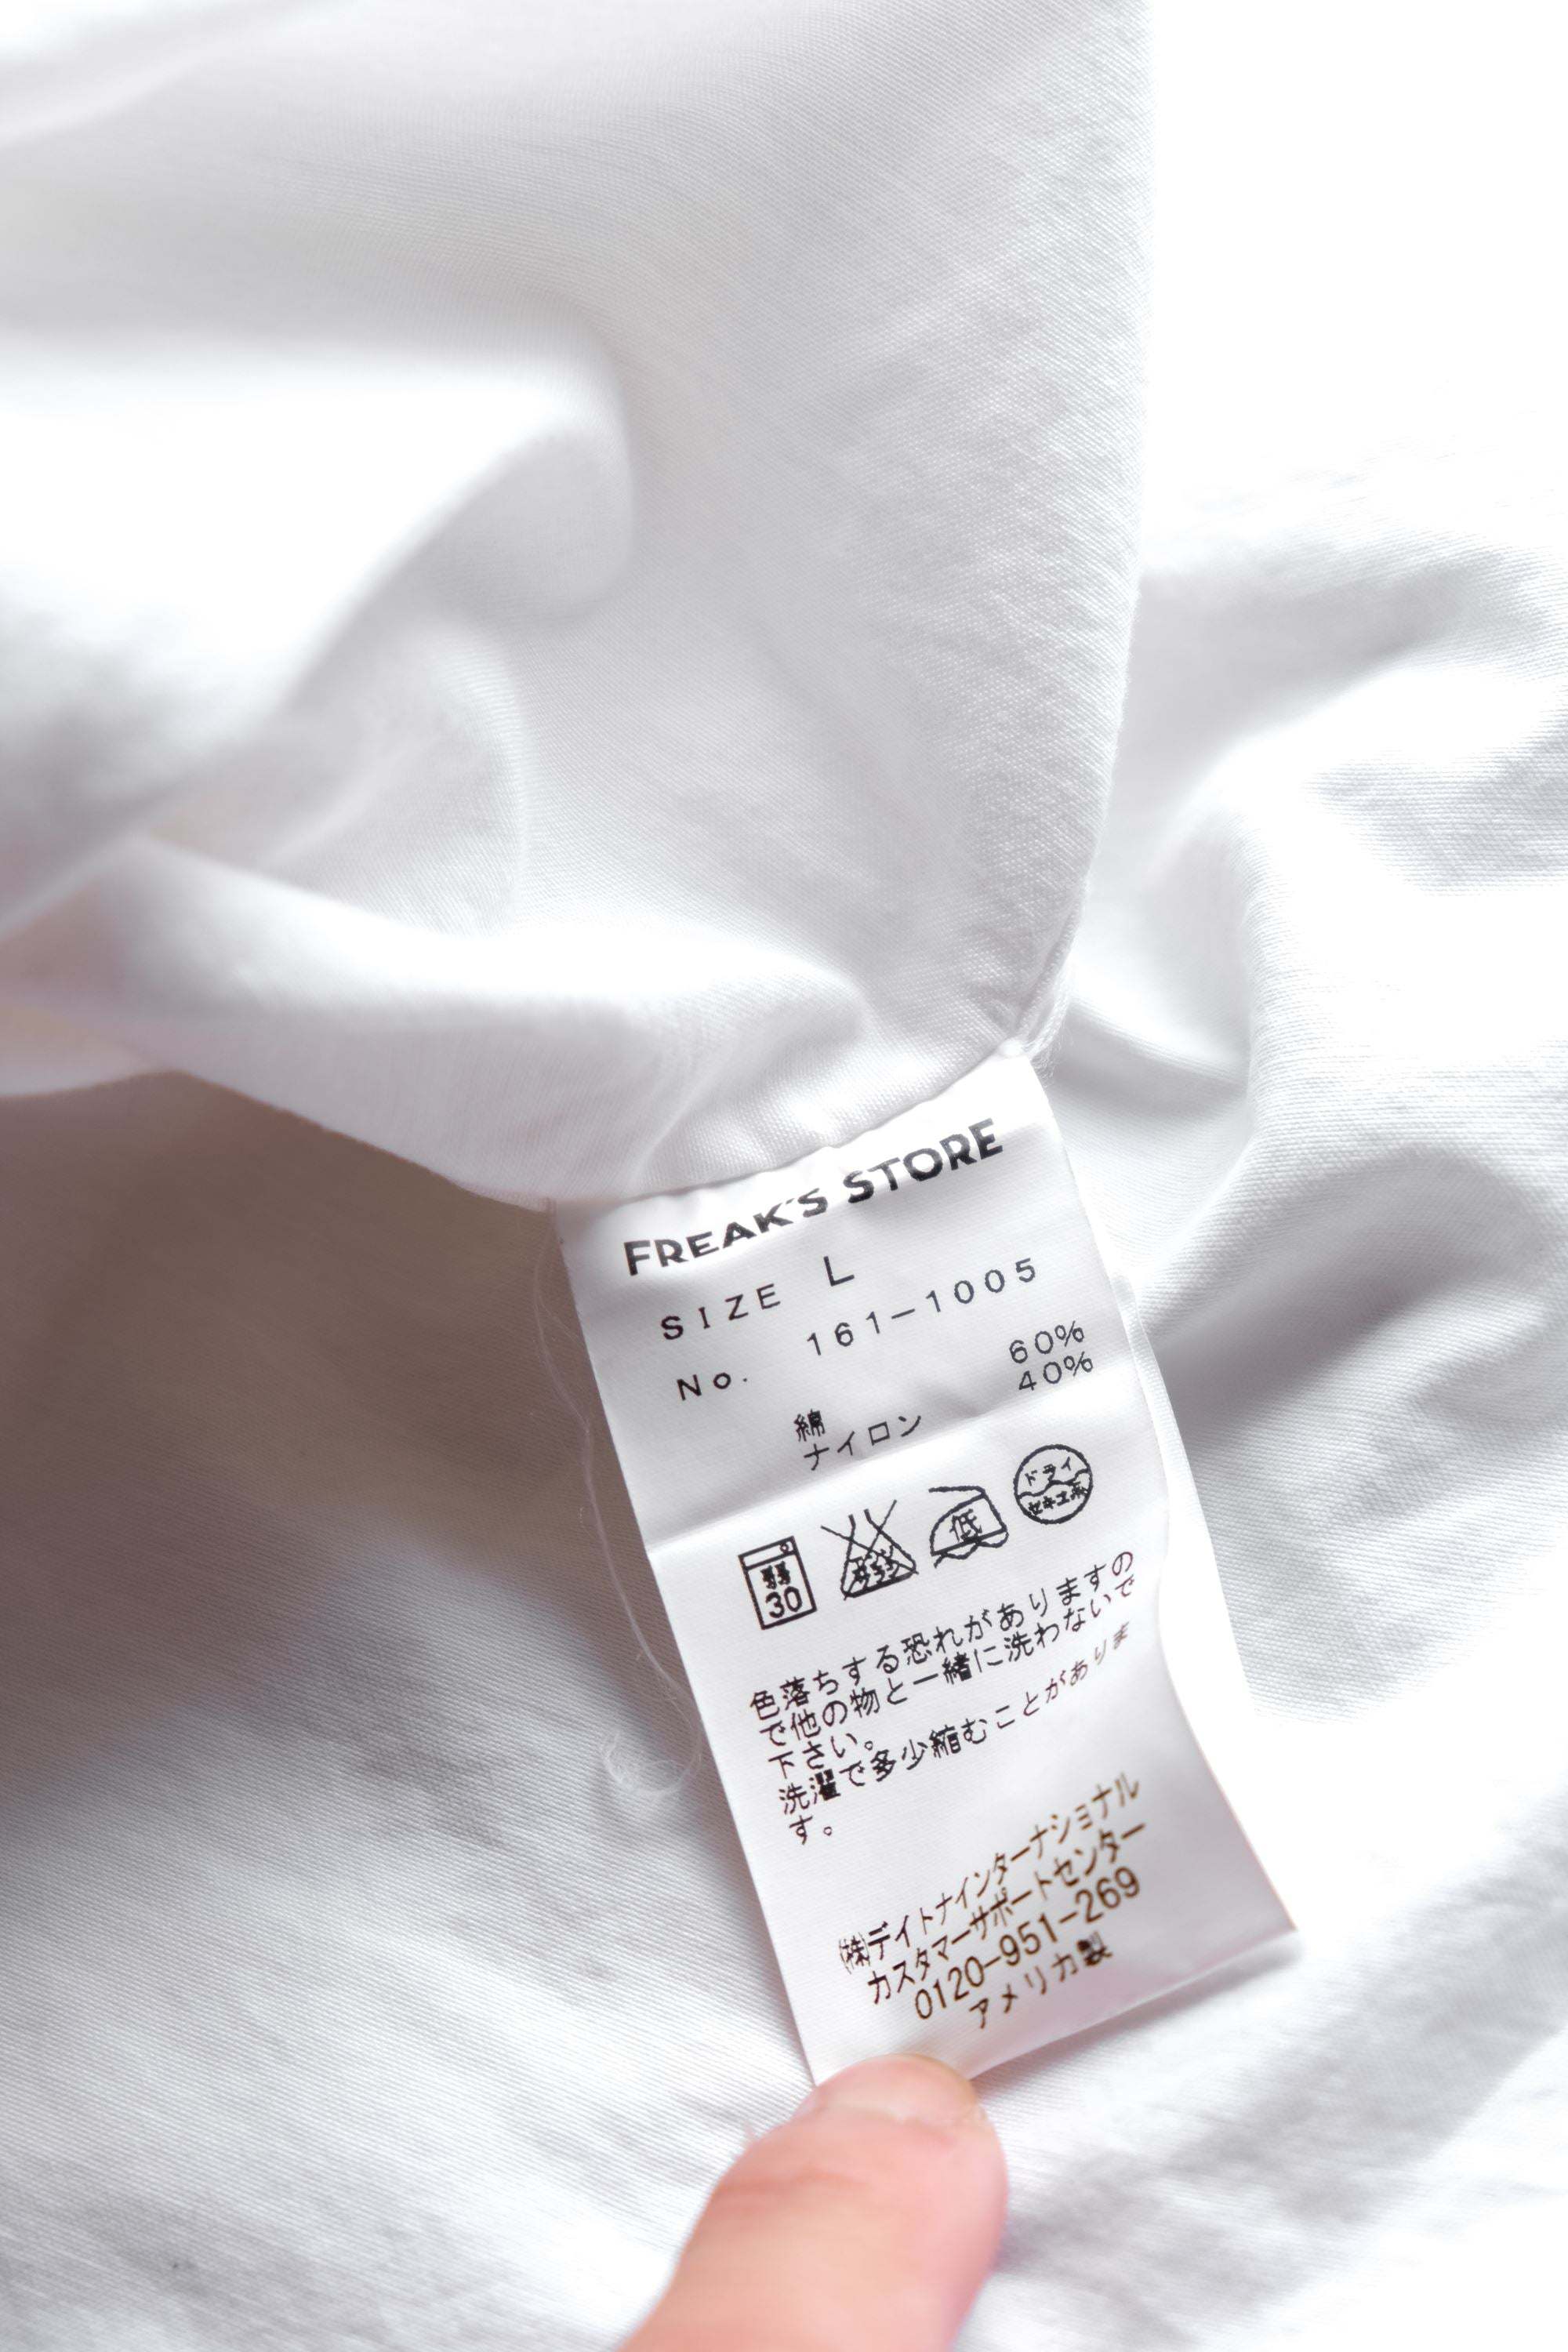 FREAK'S STORE
SIZE L
No. 161-1005
綿 60%
ナイロン 40%
30
低
ドライ
セキユ系
色落ちする恐れがありますの
で他の物と一緒に洗わないで
下さい。
洗濯で多少縮むことがありま
す。
㈱デイトナインターナショナル
カスタマーサポートセンター
0120-951-269
アメリカ製